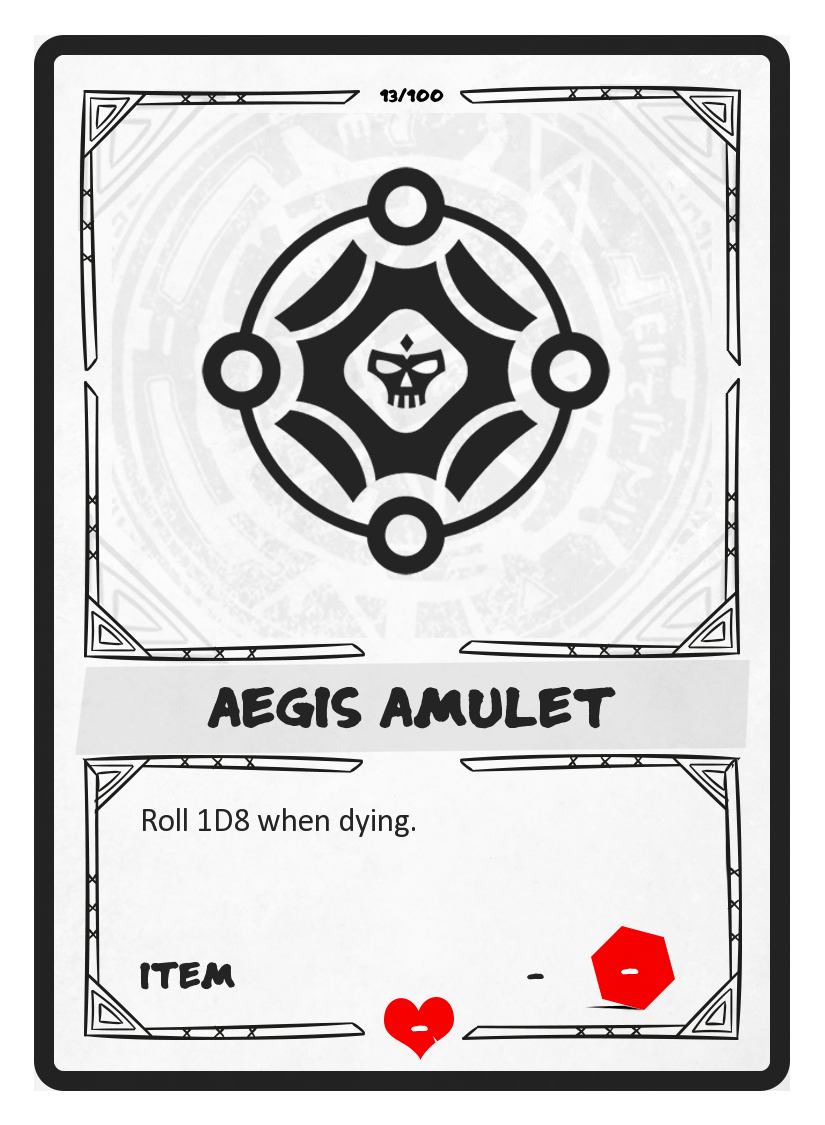 13/100
AEGIS AMULET
Roll 1D8 when dying.
ITEM
-
-
-